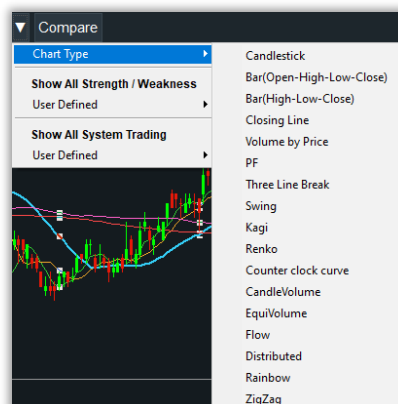 ▼ Compare
Chart Type
Show All Strength / Weakness
User Defined
Show All System Trading
User Defined
Candlestick
Bar(Open-High-Low-Close)
Bar(High-Low-Close)
Closing Line
Volume by Price
PF
Three Line Break
Swing
Kagi
Renko
Counter clock curve
CandleVolume
EquiVolume
Flow
Distributed
Rainbow
ZigZag